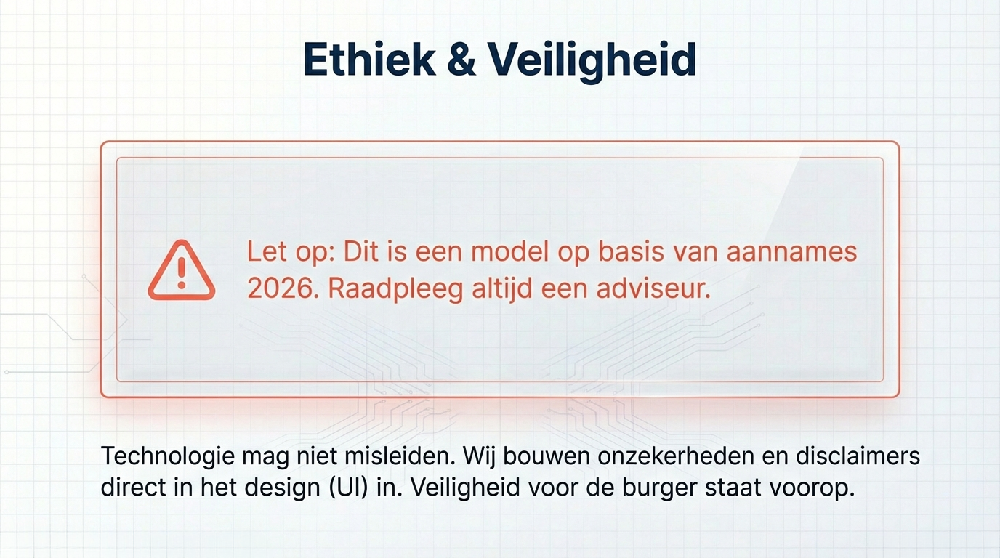 Ethiek & Veiligheid
Let op: Dit is een model op basis van aannames
2026. Raadpleeg altijd een adviseur.
Technologie mag niet misleiden. Wij bouwen onzekerheden en disclaimers
direct in het design (UI) in. Veiligheid voor de burger staat voorop.